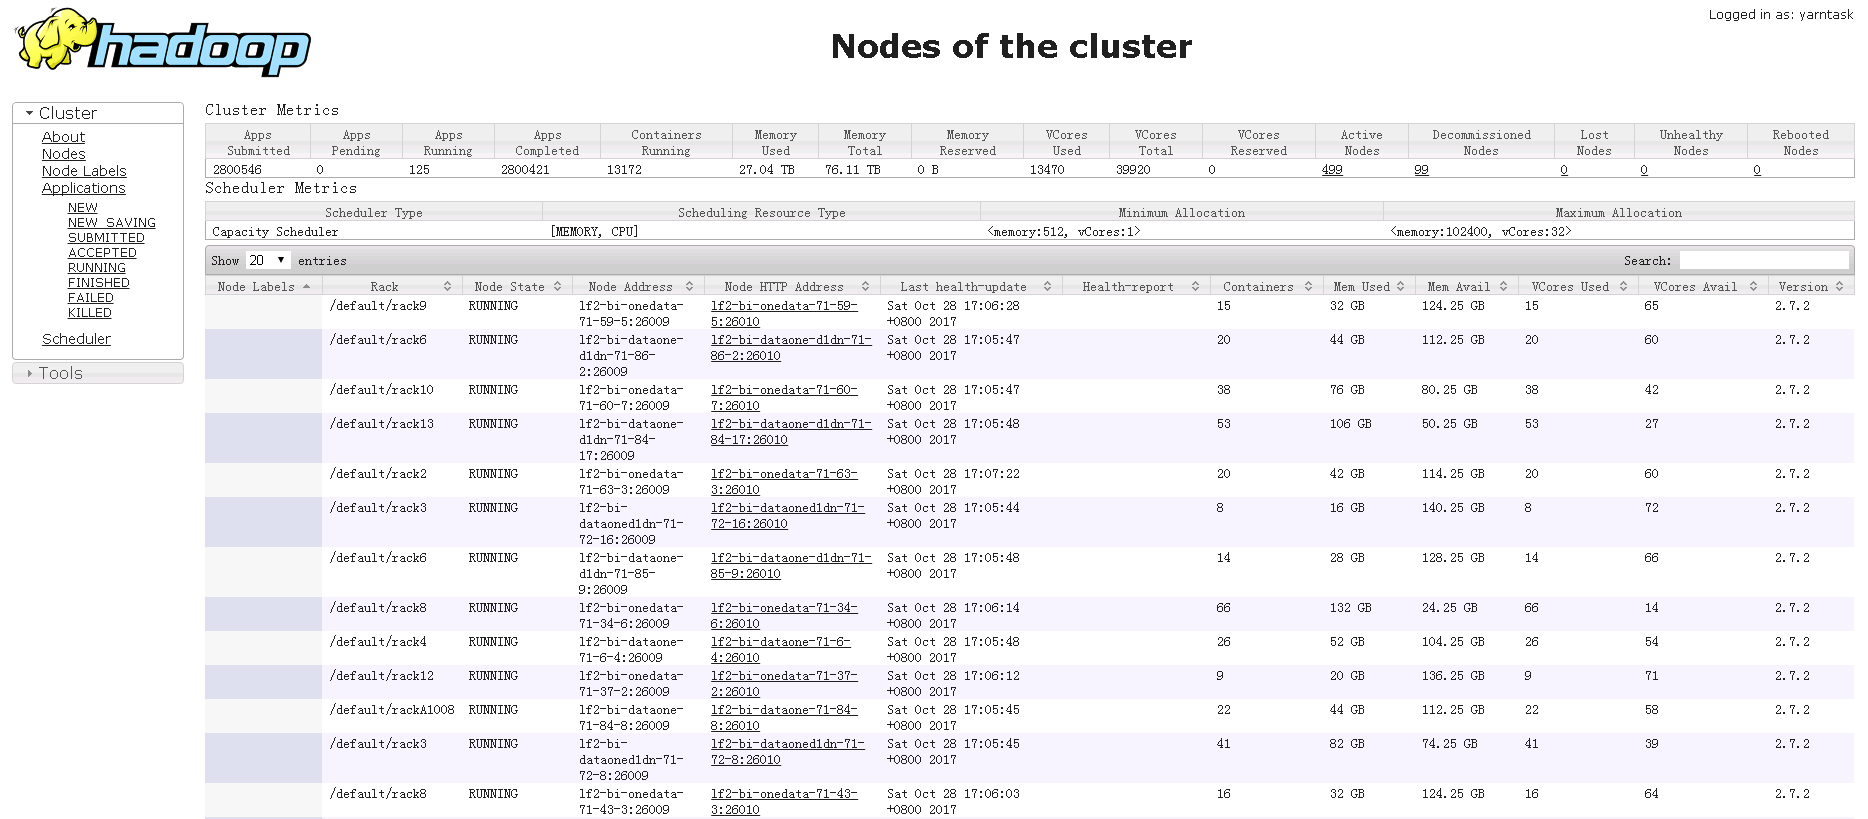 hadoop
Logged in as: yarntask
Nodes of the cluster
Cluster
About
Nodes
Node Labels
Applications
NEW
NEW_SAVING
SUBMITTED
ACCEPTED
RUNNING
FINISHED
FAILED
KILLED
Scheduler
Tools
Cluster Metrics
Apps Submitted Apps Pending Apps Running Apps Completed Containers Running Memory Used Memory Total Memory Reserved VCores Used VCores Total VCores Reserved Active Nodes Decommissioned Nodes Lost Nodes Unhealthy Nodes Rebooted Nodes
2800546 0 125 2800421 13172 27.04 TB 76.11 TB 0 B 13470 39920 0 499 99 0 0 0
Scheduler Metrics
Scheduler Type Scheduling Resource Type Minimum Allocation Maximum Allocation
Capacity Scheduler [MEMORY, CPU] <memory:512, vCores:1> <memory:102400, vCores:32>
Show 20 entries Search:
Node Labels Rack Node State Node Address Node HTTP Address Last health-update Health-report Containers Mem Used Mem Avail VCores Used VCores Avail Version
/default/rack9 RUNNING lf2-bi-onedata- lf2-bi-onedata-71-59- Sat Oct 28 17:06:28 15 32 GB 124.25 GB 15 65 2.7.2
71-59-5:26009 5:26010 +0800 2017
/default/rack6 RUNNING lf2-bi-dataone- lf2-bi-dataone-d1dn-71- Sat Oct 28 17:05:47 20 44 GB 112.25 GB 20 60 2.7.2
d1dn-71-86- 86-2:26010 +0800 2017
2:26009
/default/rack10 RUNNING lf2-bi-onedata- lf2-bi-onedata-71-60- Sat Oct 28 17:05:47 38 76 GB 80.25 GB 38 42 2.7.2
71-60-7:26009 7:26010 +0800 2017
/default/rack13 RUNNING lf2-bi-dataone- lf2-bi-dataone-d1dn-71- Sat Oct 28 17:05:48 53 106 GB 50.25 GB 53 27 2.7.2
d1dn-71-84- 84-17:26010 +0800 2017
17:26009
/default/rack2 RUNNING lf2-bi-onedata- lf2-bi-onedata-71-63- Sat Oct 28 17:07:22 20 42 GB 114.25 GB 20 60 2.7.2
71-63-3:26009 3:26010 +0800 2017
/default/rack3 RUNNING lf2-bi- lf2-bi-dataoned1dn-71- Sat Oct 28 17:05:44 8 16 GB 140.25 GB 8 72 2.7.2
dataoned1dn-71- 72-16:26010 +0800 2017
72-16:26009
/default/rack6 RUNNING lf2-bi-dataone- lf2-bi-dataone-d1dn-71- Sat Oct 28 17:05:48 14 28 GB 128.25 GB 14 66 2.7.2
d1dn-71-85- 85-9:26010 +0800 2017
9:26009
/default/rack8 RUNNING lf2-bi-onedata- lf2-bi-onedata-71-34- Sat Oct 28 17:06:14 66 132 GB 24.25 GB 66 14 2.7.2
71-34-6:26009 6:26010 +0800 2017
/default/rack4 RUNNING lf2-bi-dataone- lf2-bi-dataone-71-6- Sat Oct 28 17:05:48 26 52 GB 104.25 GB 26 54 2.7.2
71-6-4:26009 4:26010 +0800 2017
/default/rack12 RUNNING lf2-bi-onedata- lf2-bi-onedata-71-37- Sat Oct 28 17:06:12 9 20 GB 136.25 GB 9 71 2.7.2
71-37-2:26009 2:26010 +0800 2017
/default/rackA1008 RUNNING lf2-bi-dataone- lf2-bi-dataone-71-84- Sat Oct 28 17:05:45 22 44 GB 112.25 GB 22 58 2.7.2
71-84-8:26009 8:26010 +0800 2017
/default/rack3 RUNNING lf2-bi- lf2-bi-dataoned1dn-71- Sat Oct 28 17:05:45 41 82 GB 74.25 GB 41 39 2.7.2
dataoned1dn-71- 72-8:26010 +0800 2017
72-8:26009
/default/rack8 RUNNING lf2-bi-onedata- lf2-bi-onedata-71-43- Sat Oct 28 17:06:03 16 32 GB 124.25 GB 16 64 2.7.2
71-43-3:26009 3:26010 +0800 2017